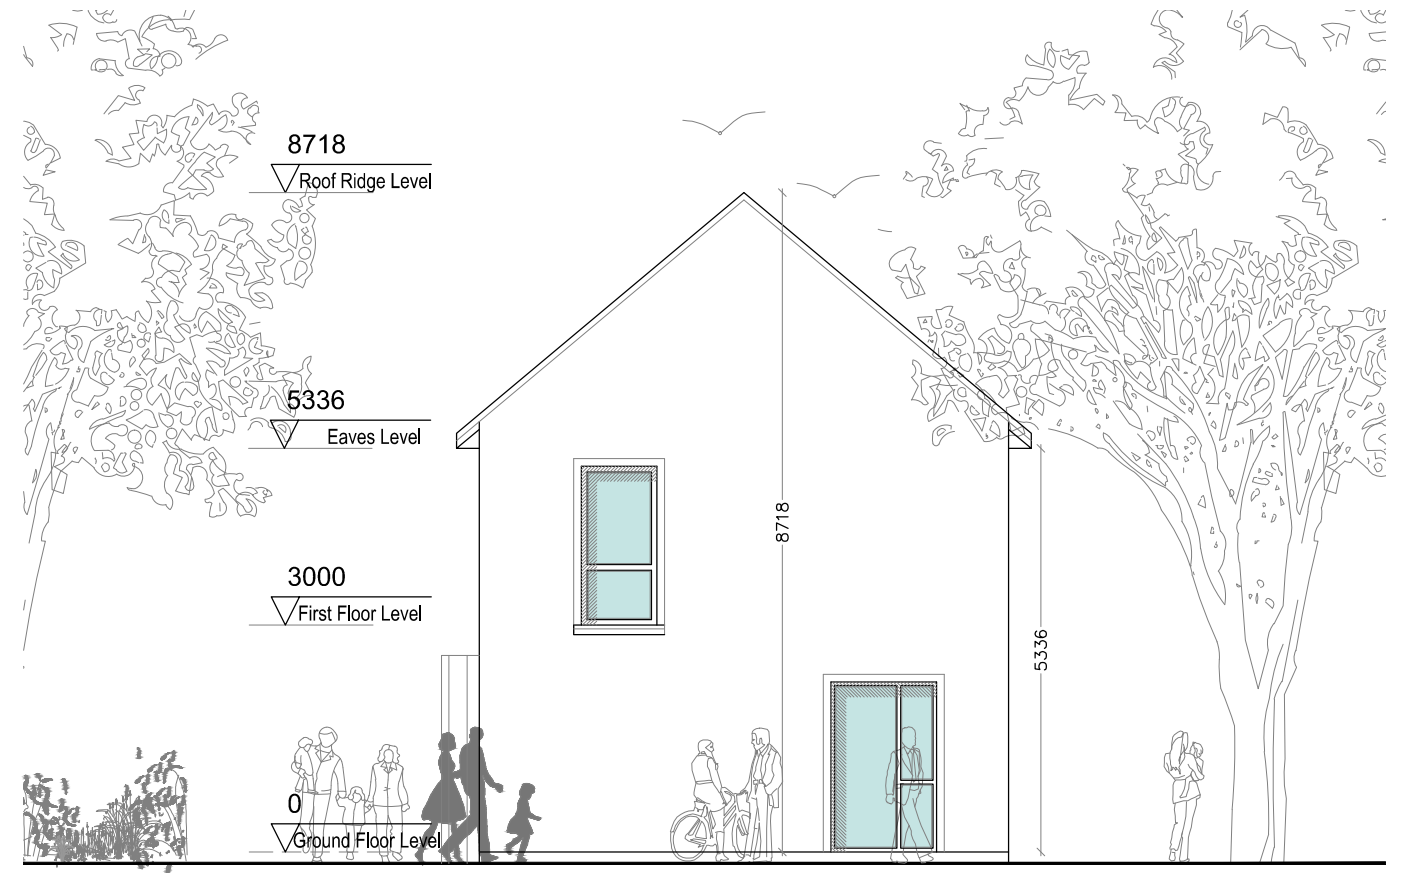 8718
Roof Ridge Level
5336
Eaves Level
8718
3000
First Floor Level
5336
0
Ground Floor Level